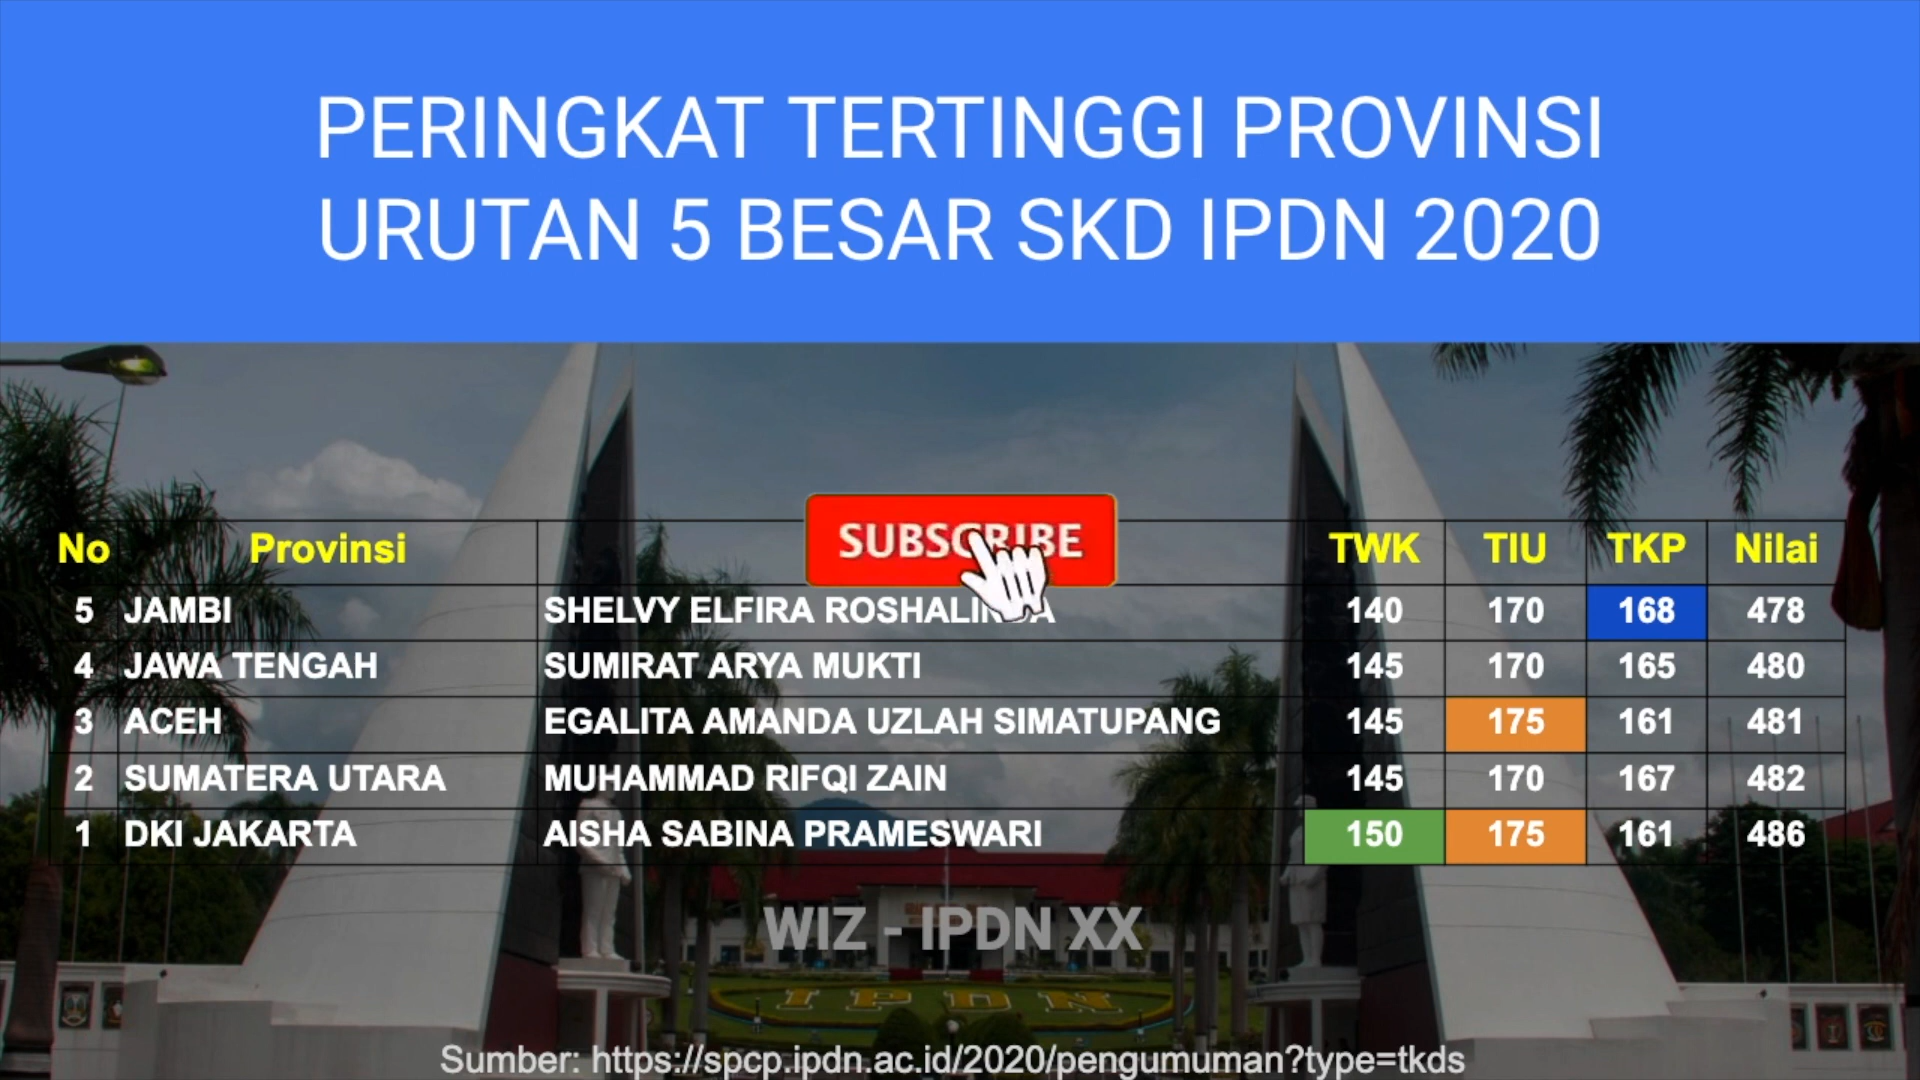 PERINGKAT TERTINGGI PROVINSI
URUTAN 5 BESAR SKD IPDN 2020
SUBSCRIBE
No Provinsi TWK TIU TKP Nilai
5 JAMBI SHELVY ELFIRA 140 170 168 478
4 JAWA TENGAH SUMIRAT ARYA MUKTI 145 170 165 480
3 ACEH EGALITA AMANDA UZLAH SIMATUPANG 145 175 161 481
2 SUMATERA UTARA MUHAMMAD RIFQI ZAIN 145 170 167 482
1 DKI JAKARTA AISHA SABINA PRAMESWARI 150 175 161 486
WIZ - IPDN XX
IPDN
Sumber: https://spcp.ipdn.ac.id/2020/pengumuman?type=tkds